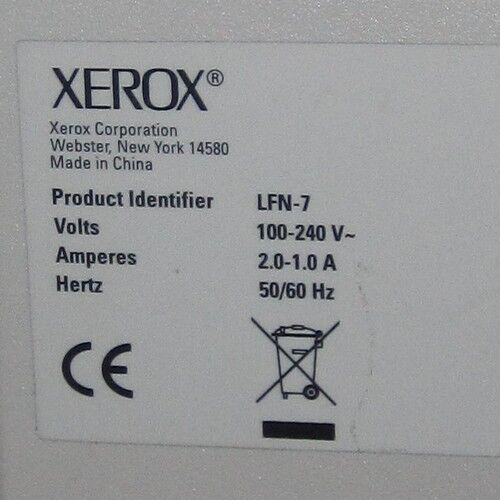 XEROX®
Xerox Corporation
Webster, New York 14580
Made in China
Product Identifier LFN-7
Volts 100-240 V~
Amperes 2.0-1.0 A
Hertz 50/60 Hz
CE